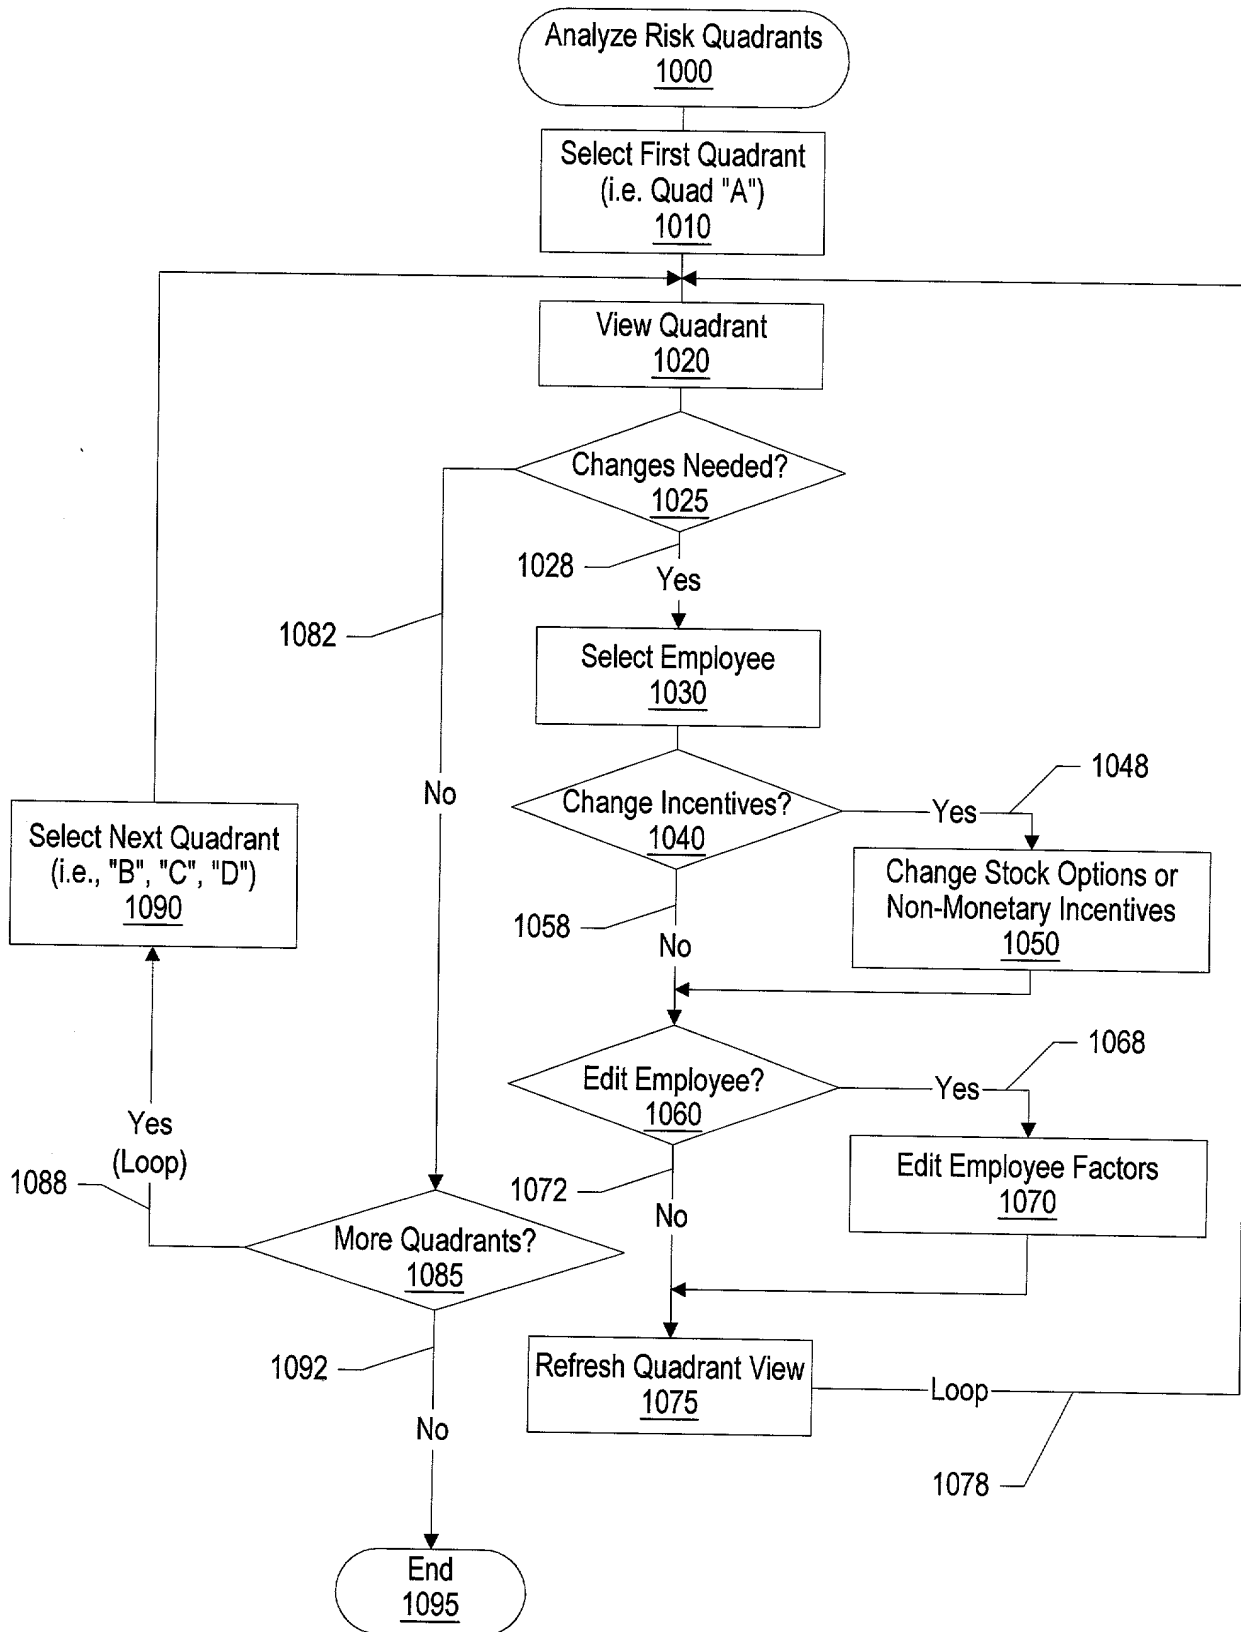 Analyze Risk Quadrants
1000
Select First Quadrant
(i.e. Quad "A")
1010
View Quadrant
1020
Changes Needed?
1025
1028
Yes
1082
Select Employee
1030
No
Change Incentives?
1040
Yes
1048
Select Next Quadrant
(i.e., "B", "C", "D")
1090
Change Stock Options or
Non-Monetary Incentives
1050
1058
No
Edit Employee?
1060
Yes
1068
Yes
(Loop)
1088
Edit Employee Factors
1070
1072
No
More Quadrants?
1085
1092
No
Refresh Quadrant View
1075
Loop
1078
End
1095